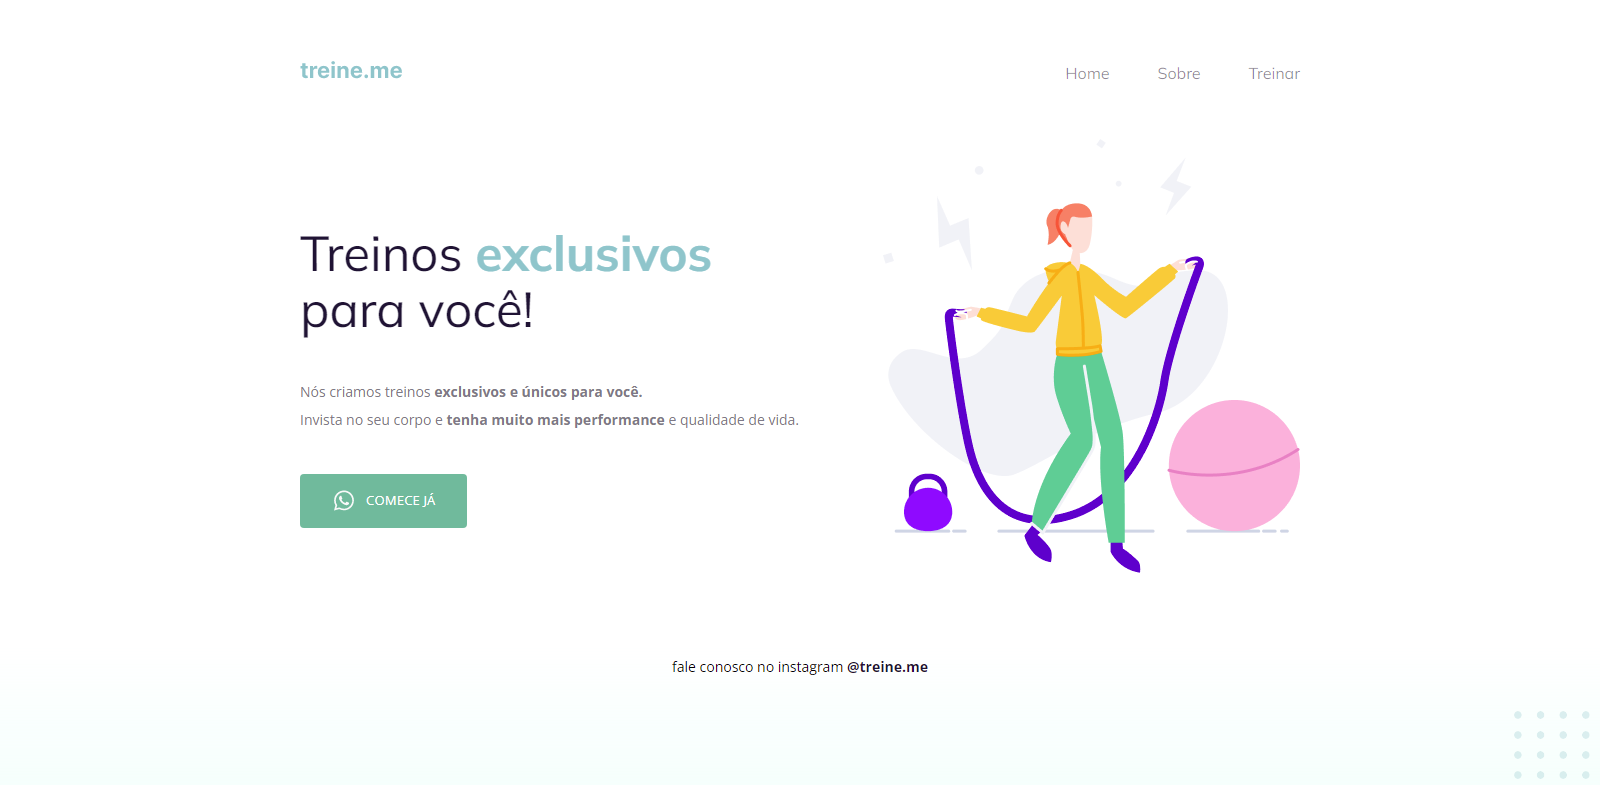 treine.me
Home
Sobre
Treinar
Treinos exclusivos
para você!
Nós criamos treinos exclusivos e únicos para você.
Invista no seu corpo e tenha muito mais performance e qualidade de vida.
COMECE JÁ
fale conosco no instagram @treine.me